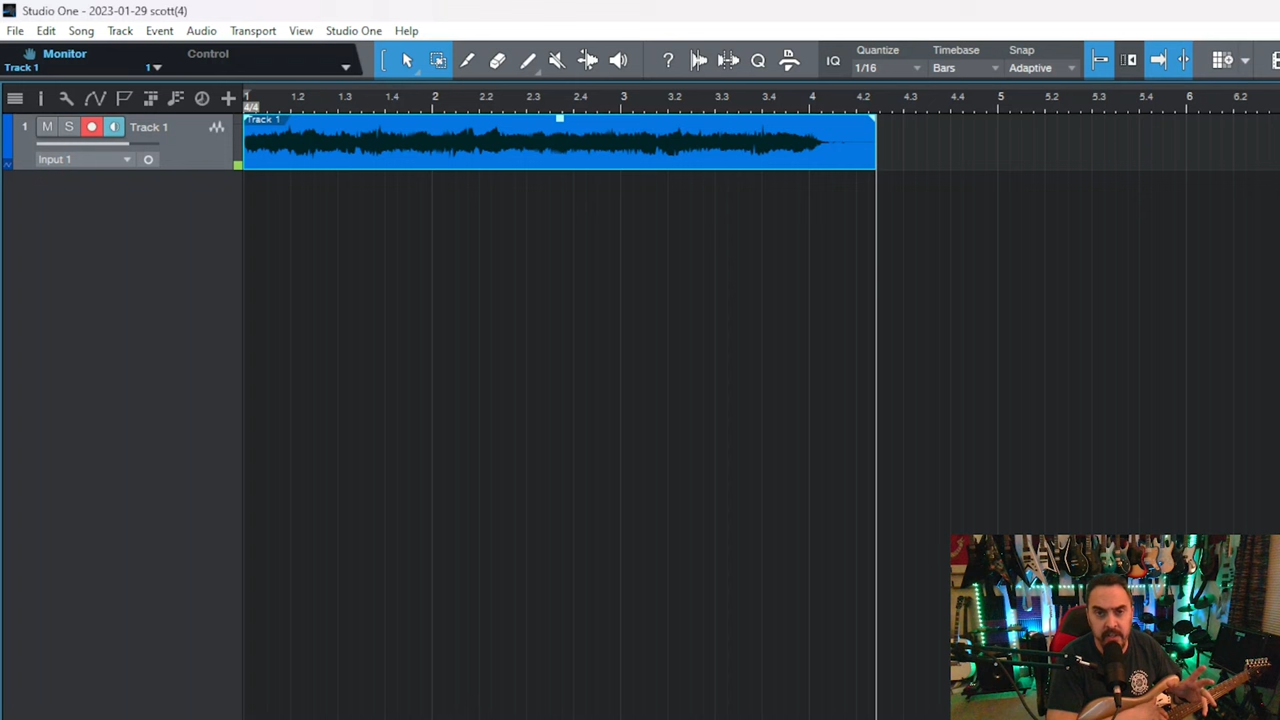 Studio One - 2023-01-29 scott(4)
File Edit Song Track Event Audio Transport View Studio One Help
Monitor Control
Track 1 1
? IQ Quantize 1/16 Timebase Bars Snap Adaptive
1 1.2 1.3 1.4 2 2.2 2.3 2.4 3 3.2 3.3 3.4 4 4.2 4.3 4.4 5 5.2 5.3 5.4 6 6.2
4/4
1 M S Track 1
Track 1
Input 1